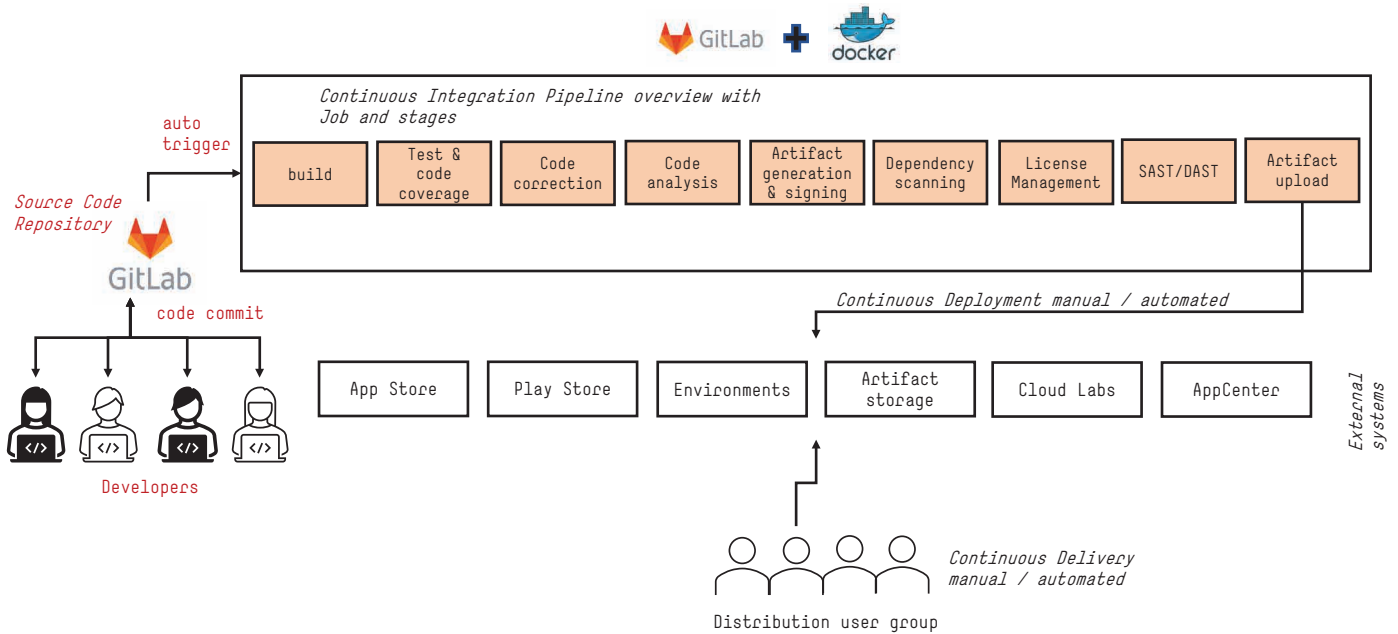 GitLab
docker
Continuous Integration Pipeline overview with
Job and stages
auto
trigger
build
Test &
code
coverage
Code
correction
Code
analysis
Artifact
generation
& signing
Dependency
scanning
License
Management
SAST/DAST
Artifact
upload
Source Code
Repository
GitLab
code commit
Continuous Deployment manual / automated
App Store
Play Store
Environments
Artifact
storage
Cloud Labs
AppCenter
External
systems
</>
</>
</>
</>
Developers
Continuous Delivery
manual / automated
Distribution user group